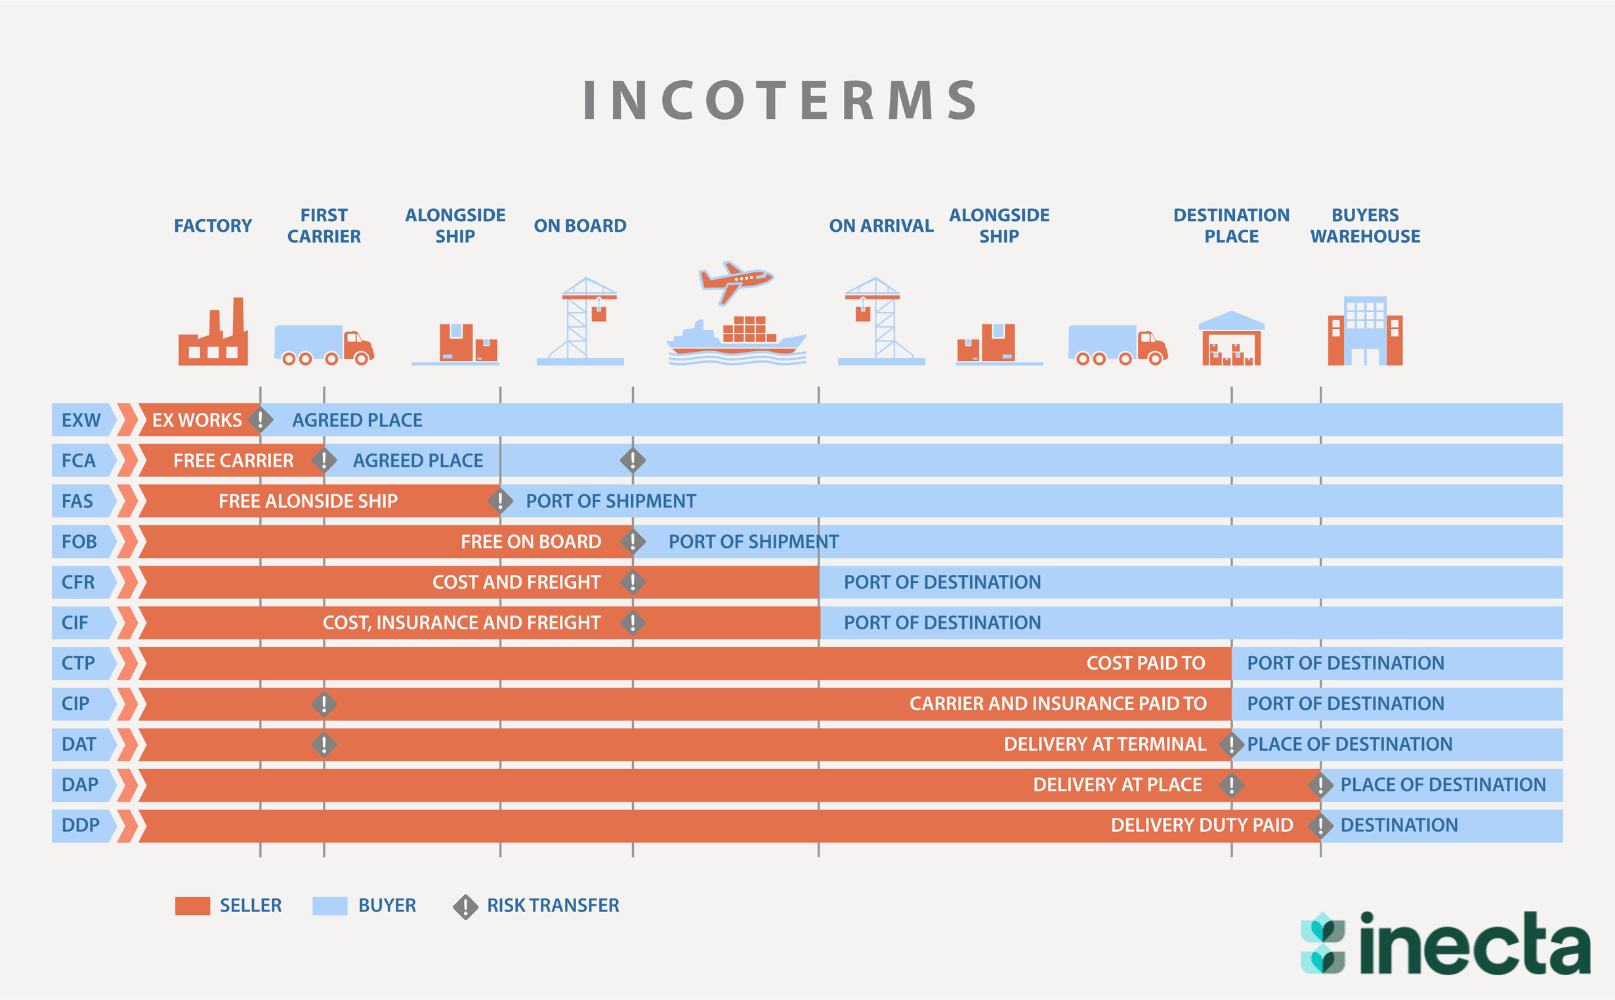 INCOTERMS
FACTORY
FIRST
CARRIER
ALONGSIDE
SHIP
ON BOARD
ON ARRIVAL
ALONGSIDE
SHIP
DESTINATION
PLACE
BUYERS
WAREHOUSE
EXW EX WORKS ! AGREED PLACE
FCA FREE CARRIER ! AGREED PLACE !
FAS FREE ALONSIDE SHIP ! PORT OF SHIPMENT
FOB FREE ON BOARD ! PORT OF SHIPMENT
CFR COST AND FREIGHT ! PORT OF DESTINATION
CIF COST, INSURANCE AND FREIGHT ! PORT OF DESTINATION
CTP COST PAID TO PORT OF DESTINATION
CIP ! CARRIER AND INSURANCE PAID TO PORT OF DESTINATION
DAT ! DELIVERY AT TERMINAL ! PLACE OF DESTINATION
DAP DELIVERY AT PLACE ! ! PLACE OF DESTINATION
DDP DELIVERY DUTY PAID ! DESTINATION
SELLER BUYER ! RISK TRANSFER
inecta